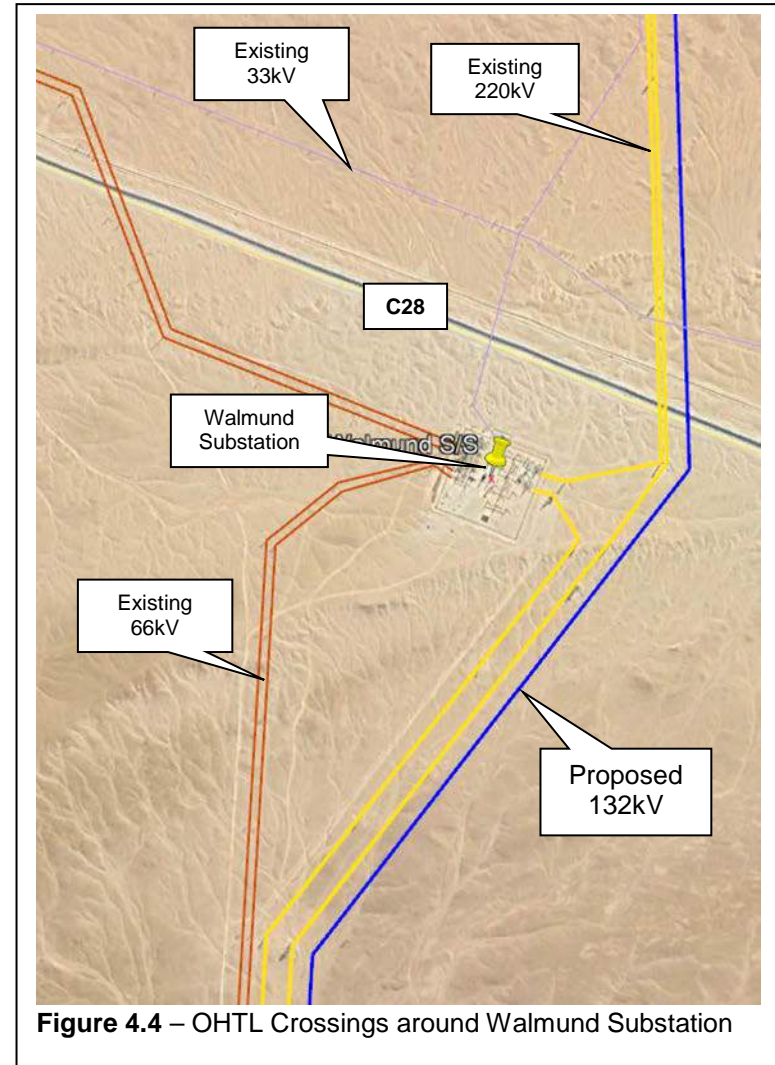 Existing
33kV
Existing
220kV
C28
Walmund
Substation
Walmund S/S
Existing
66kV
Proposed
132kV
Figure 4.4 – OHTL Crossings around Walmund Substation